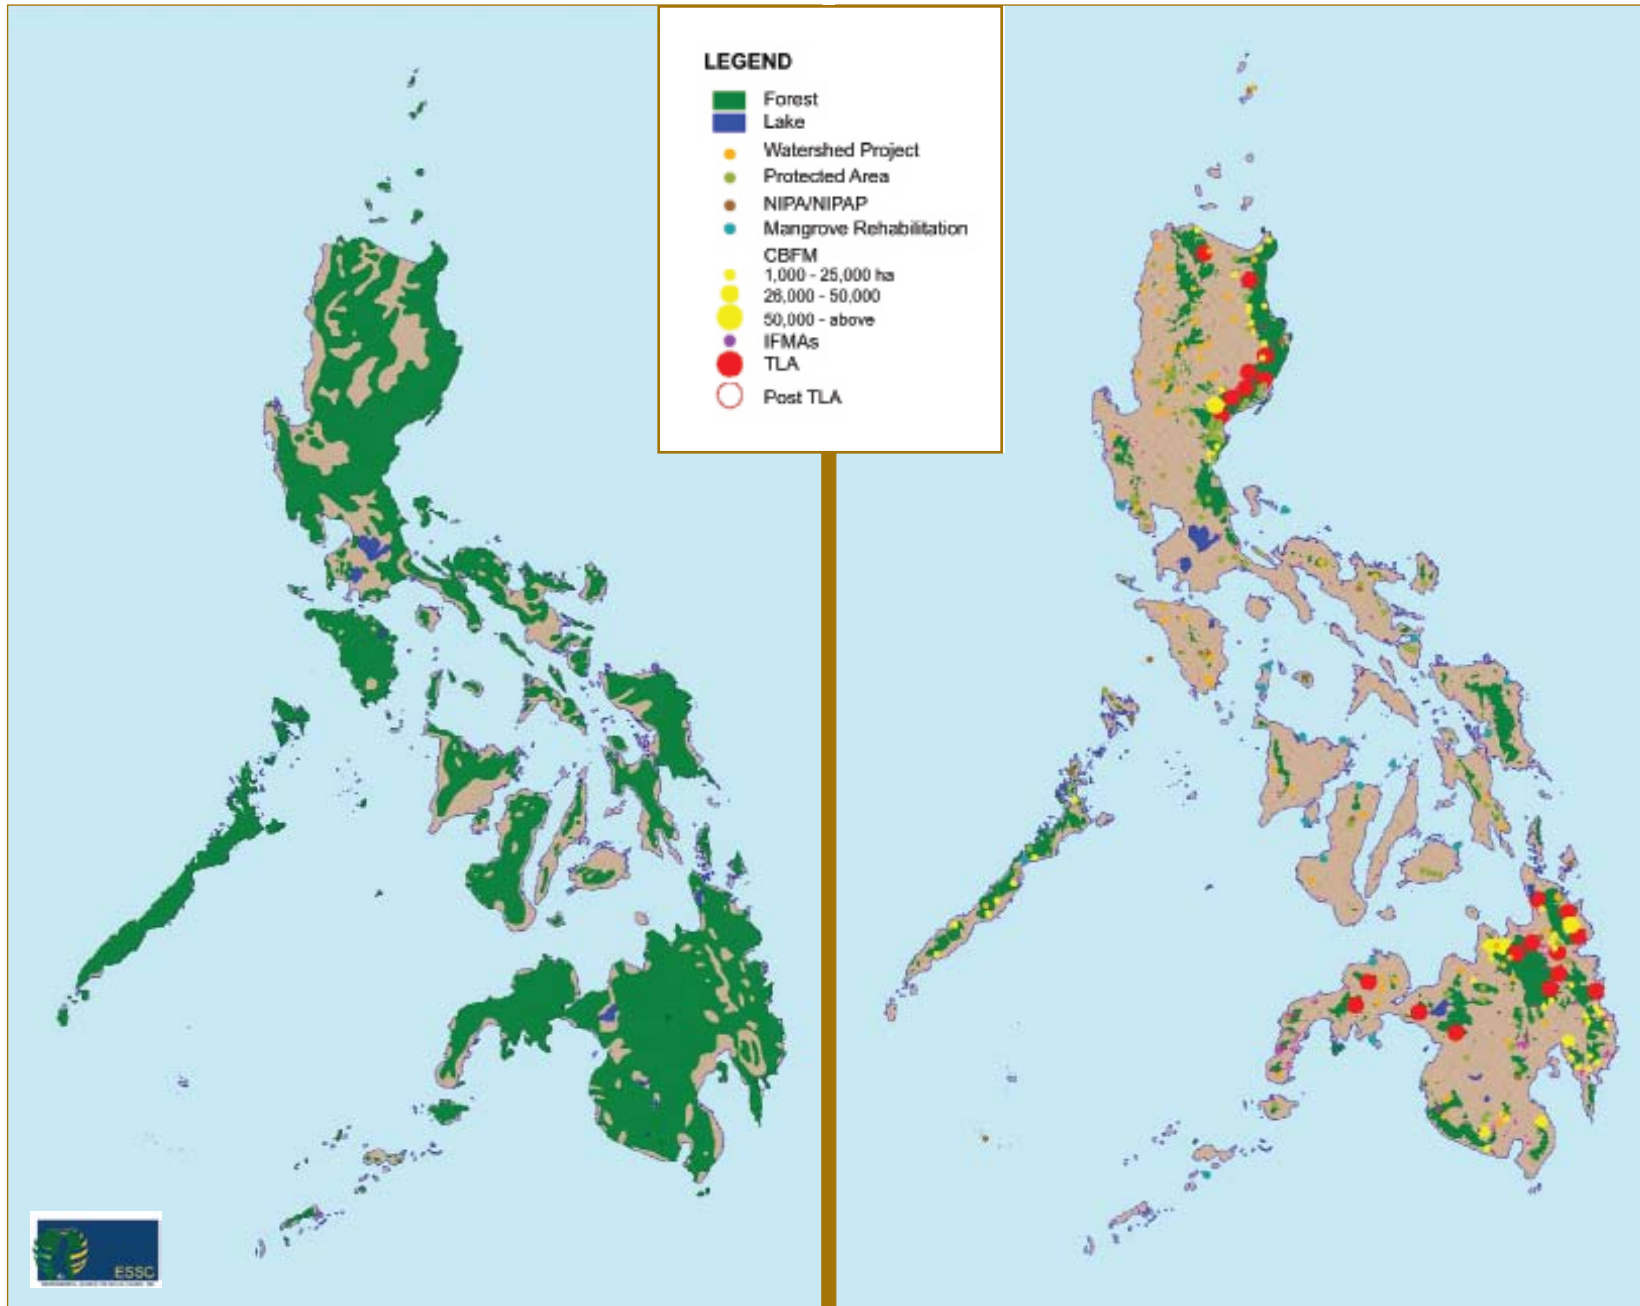 LEGEND
Forest
Lake
Watershed Project
Protected Area
NIPA/NIPAP
Mangrove Rehabilitation
CBFM
1,000 - 25,000 ha
26,000 - 50,000
50,000 - above
IFMAs
TLA
Post TLA
ESSC